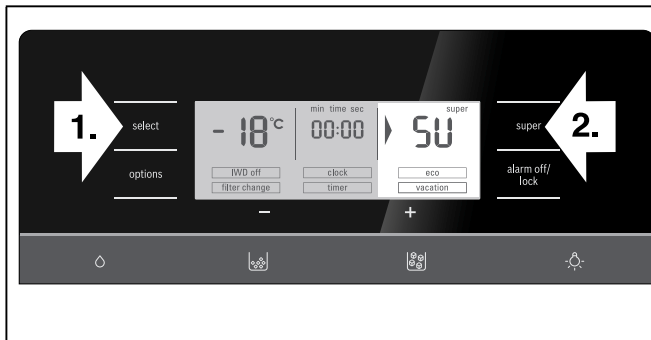 1.
select
options
- 18°C
min time sec
00:00
super
SU
IWD off
clock
eco
filter change
timer
vacation
super
2.
alarm off/
lock
- +